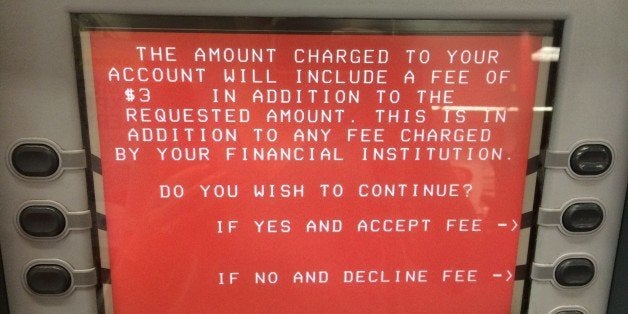 THE AMOUNT CHARGED TO YOUR
ACCOUNT WILL INCLUDE A FEE OF
$3 IN ADDITION TO THE
REQUESTED AMOUNT. THIS IS IN
ADDITION TO ANY FEE CHARGED
BY YOUR FINANCIAL INSTITUTION.
DO YOU WISH TO CONTINUE?
IF YES AND ACCEPT FEE ->
IF NO AND DECLINE FEE ->